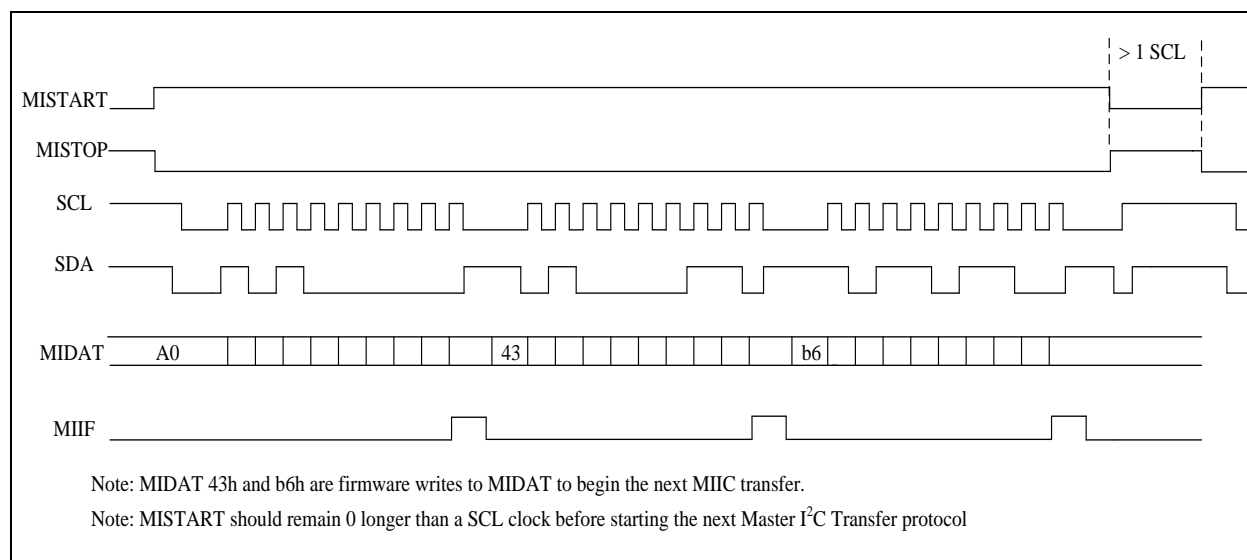 > 1 SCL
MISTART
MISTOP
SCL
SDA
MIDAT A0 43 b6
MIIF
Note: MIDAT 43h and b6h are firmware writes to MIDAT to begin the next MIIC transfer.
Note: MISTART should remain 0 longer than a SCL clock before starting the next Master I²C Transfer protocol